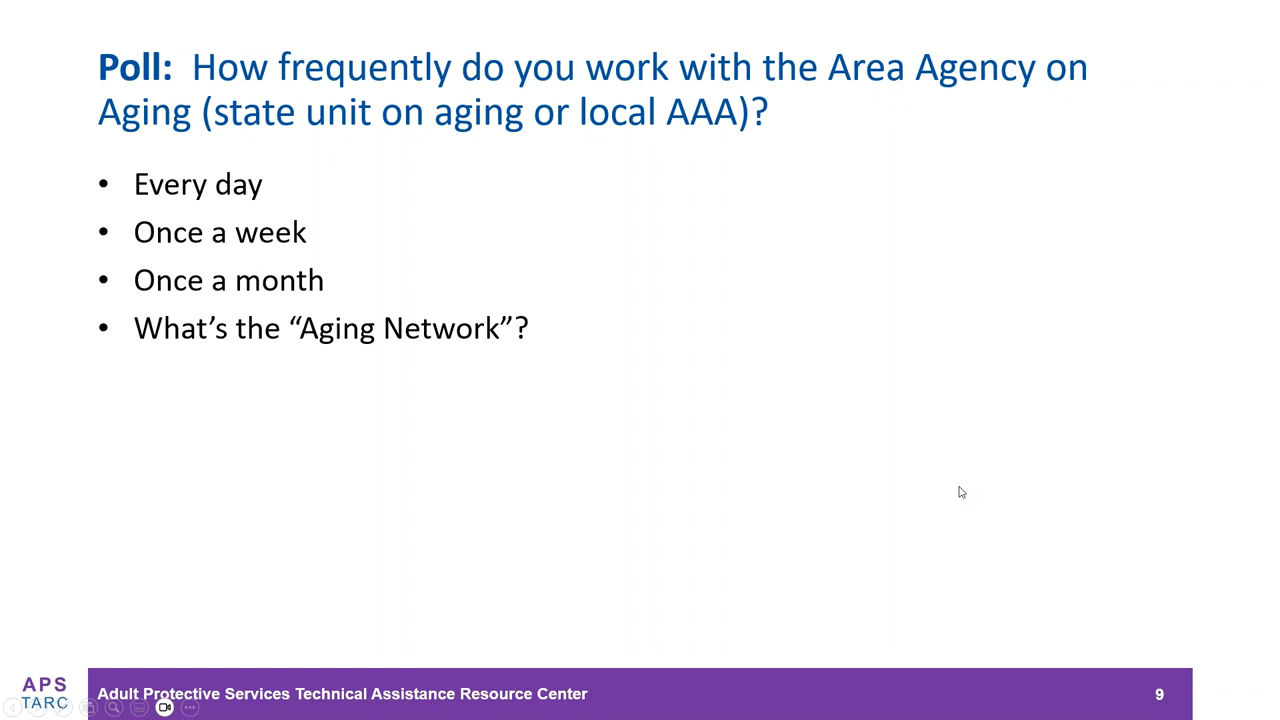 Poll: How frequently do you work with the Area Agency on
Aging (state unit on aging or local AAA)?
• Every day
• Once a week
• Once a month
• What’s the “Aging Network”?
APS
TARC
Adult Protective Services Technical Assistance Resource Center
9